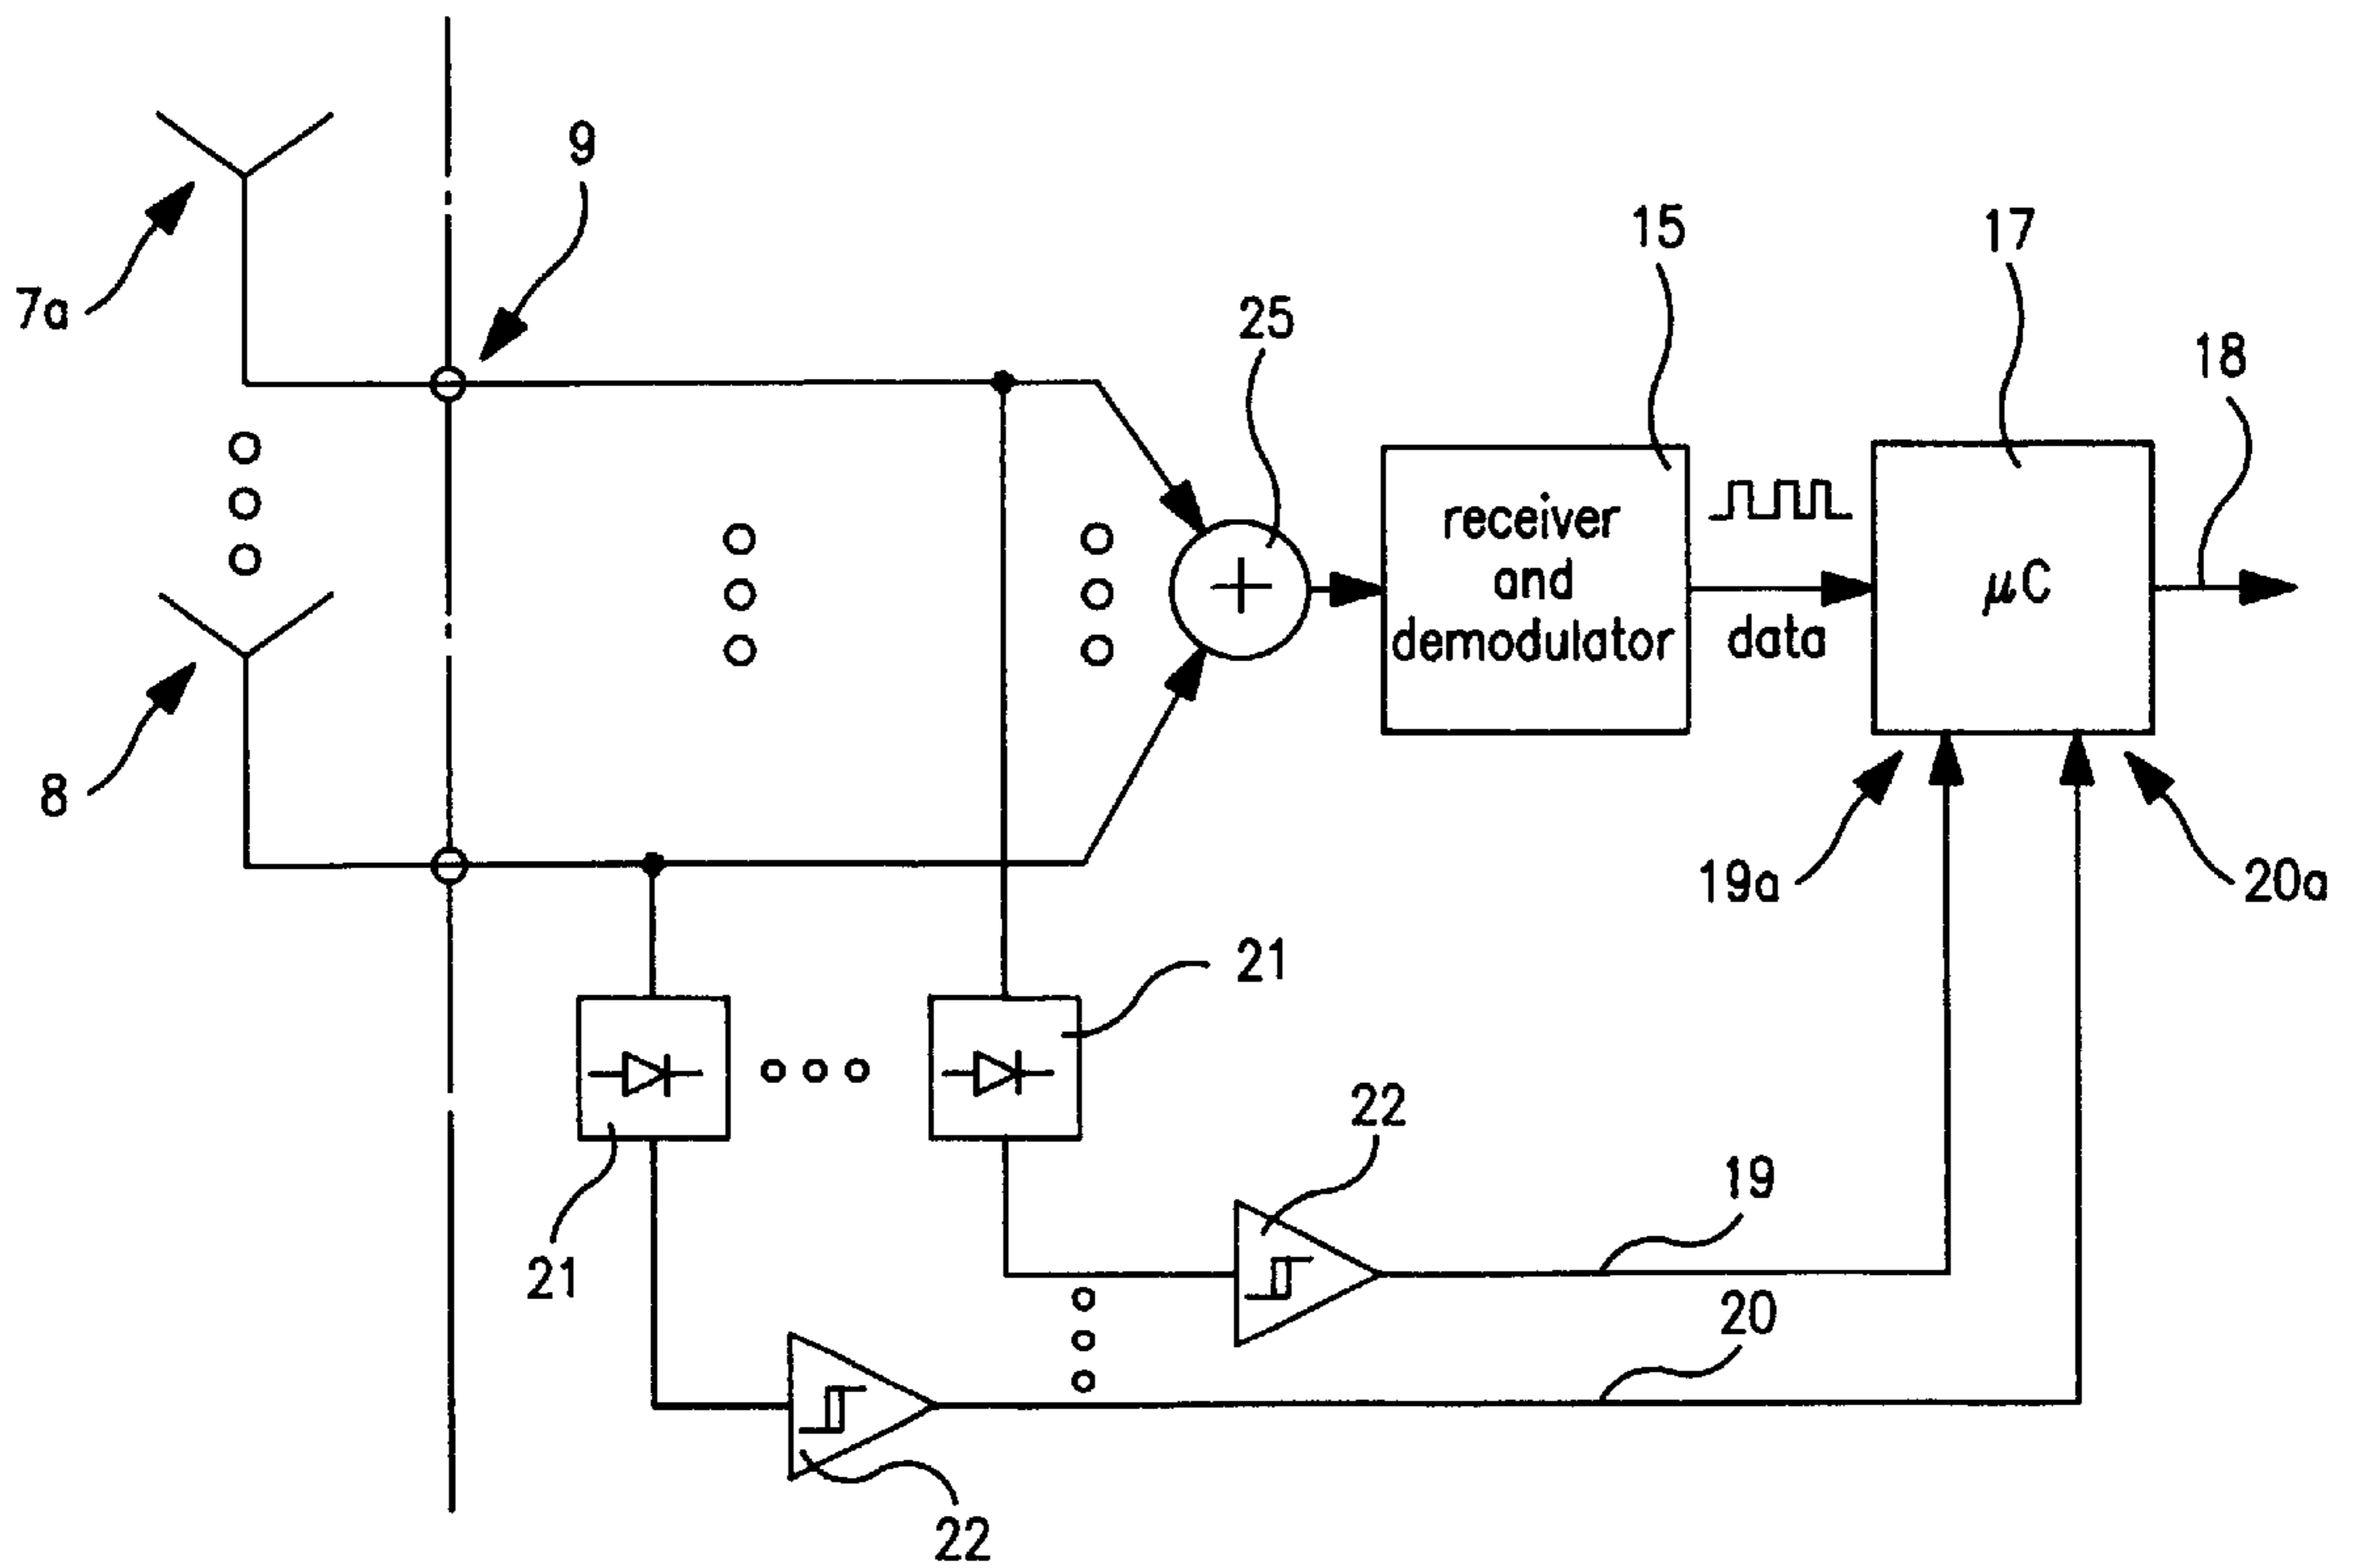 9
7a
15
17
25
18
receiver
and
demodulator
data
μC
8
19a
20a
21
21
22
19
20
22